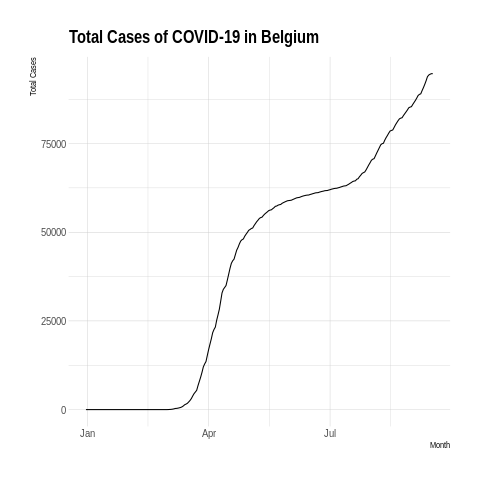 Total Cases of COVID-19 in Belgium
Total Cases
75000
50000
25000
0
Jan
Apr
Jul
Month